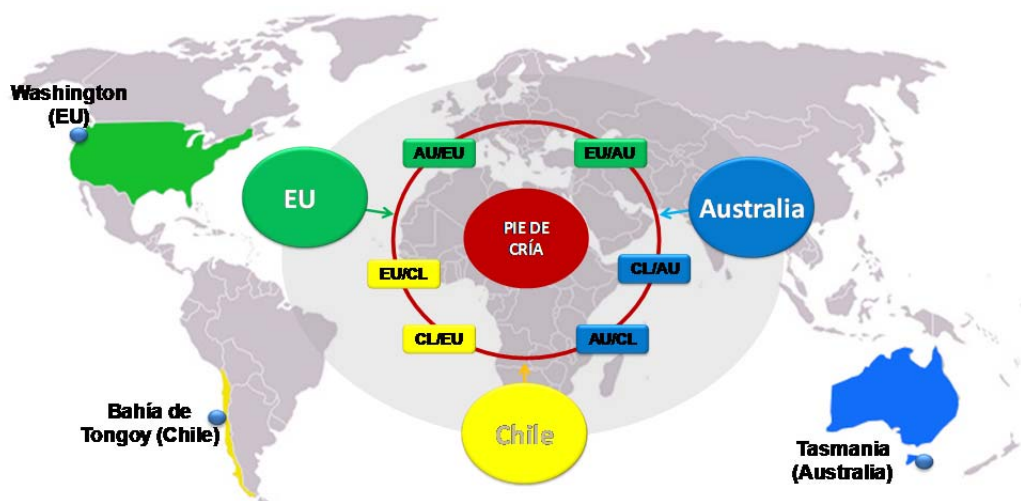 Washington
(EU)
AU/EU
EU/AU
EU
Australia
PIE DE
CRÍA
EU/CL
CL/AU
CL/EU
AU/CL
Bahía de
Tongoy (Chile)
Chile
Tasmania
(Australia)